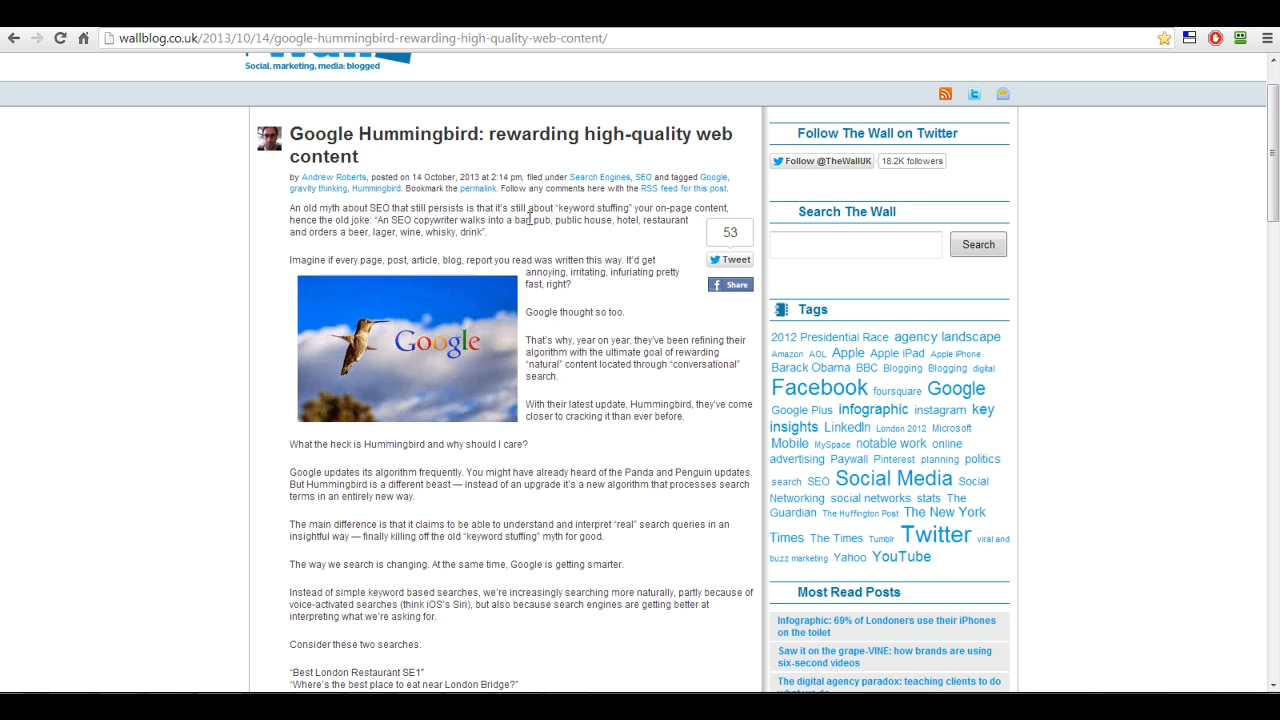 wallblog.co.uk/2013/10/14/google-hummingbird-rewarding-high-quality-web-content/
Social, marketing, media: blogged
Google Hummingbird: rewarding high-quality web
content
by Andrew Roberts, posted on 14 October, 2013 at 2:14 pm, filed under Search Engines, SEO and tagged Google,
gravity thinking, Hummingbird. Bookmark the permalink. Follow any comments here with the RSS feed for this post.
An old myth about SEO that still persists is that it's still about “keyword stuffing” your on-page content,
hence the old joke: “An SEO copywriter walks into a bar, pub, public house, hotel, restaurant
and orders a beer, lager, wine, whisky, drink”.
53
Tweet
Share
Imagine if every page, post, article, blog, report you read was written this way. It'd get
annoying, irritating, infuriating pretty
fast, right?
Google
Google thought so too.
That's why, year on year, they've been refining their
algorithm with the ultimate goal of rewarding
“natural” content located through “conversational”
search.
With their latest update, Hummingbird, they've come
closer to cracking it than ever before.
What the heck is Hummingbird and why should I care?
Google updates its algorithm frequently. You might have already heard of the Panda and Penguin updates.
But Hummingbird is a different beast — instead of an upgrade it's a new algorithm that processes search
terms in an entirely new way.
The main difference is that it claims to be able to understand and interpret “real” search queries in an
insightful way — finally killing off the old “keyword stuffing” myth for good.
The way we search is changing. At the same time, Google is getting smarter.
Instead of simple keyword based searches, we're increasingly searching more naturally, partly because of
voice-activated searches (think iOS's Siri), but also because search engines are getting better at
interpreting what we're asking for.
Consider these two searches:
“Best London Restaurant SE1”
“Where's the best place to eat near London Bridge?”
Follow The Wall on Twitter
Follow @TheWallUK 18.2K followers
Search The Wall
Search
Tags
2012 Presidential Race agency landscape
Amazon AOL Apple Apple iPad Apple iPhone
Barack Obama BBC Blogging Blogging digital
Facebook foursquare Google
Google Plus infographic instagram key
insights LinkedIn London 2012 Microsoft
Mobile MySpace notable work online
advertising Paywall Pinterest planning politics
search SEO Social Media Social
Networking social networks stats The
Guardian The Huffington Post The New York
Times The Times Tumblr Twitter viral and
buzz marketing Yahoo YouTube
Most Read Posts
Infographic: 69% of Londoners use their iPhones
on the toilet
Saw it on the grape-VINE: how brands are using
six-second videos
The digital agency paradox: teaching clients to do